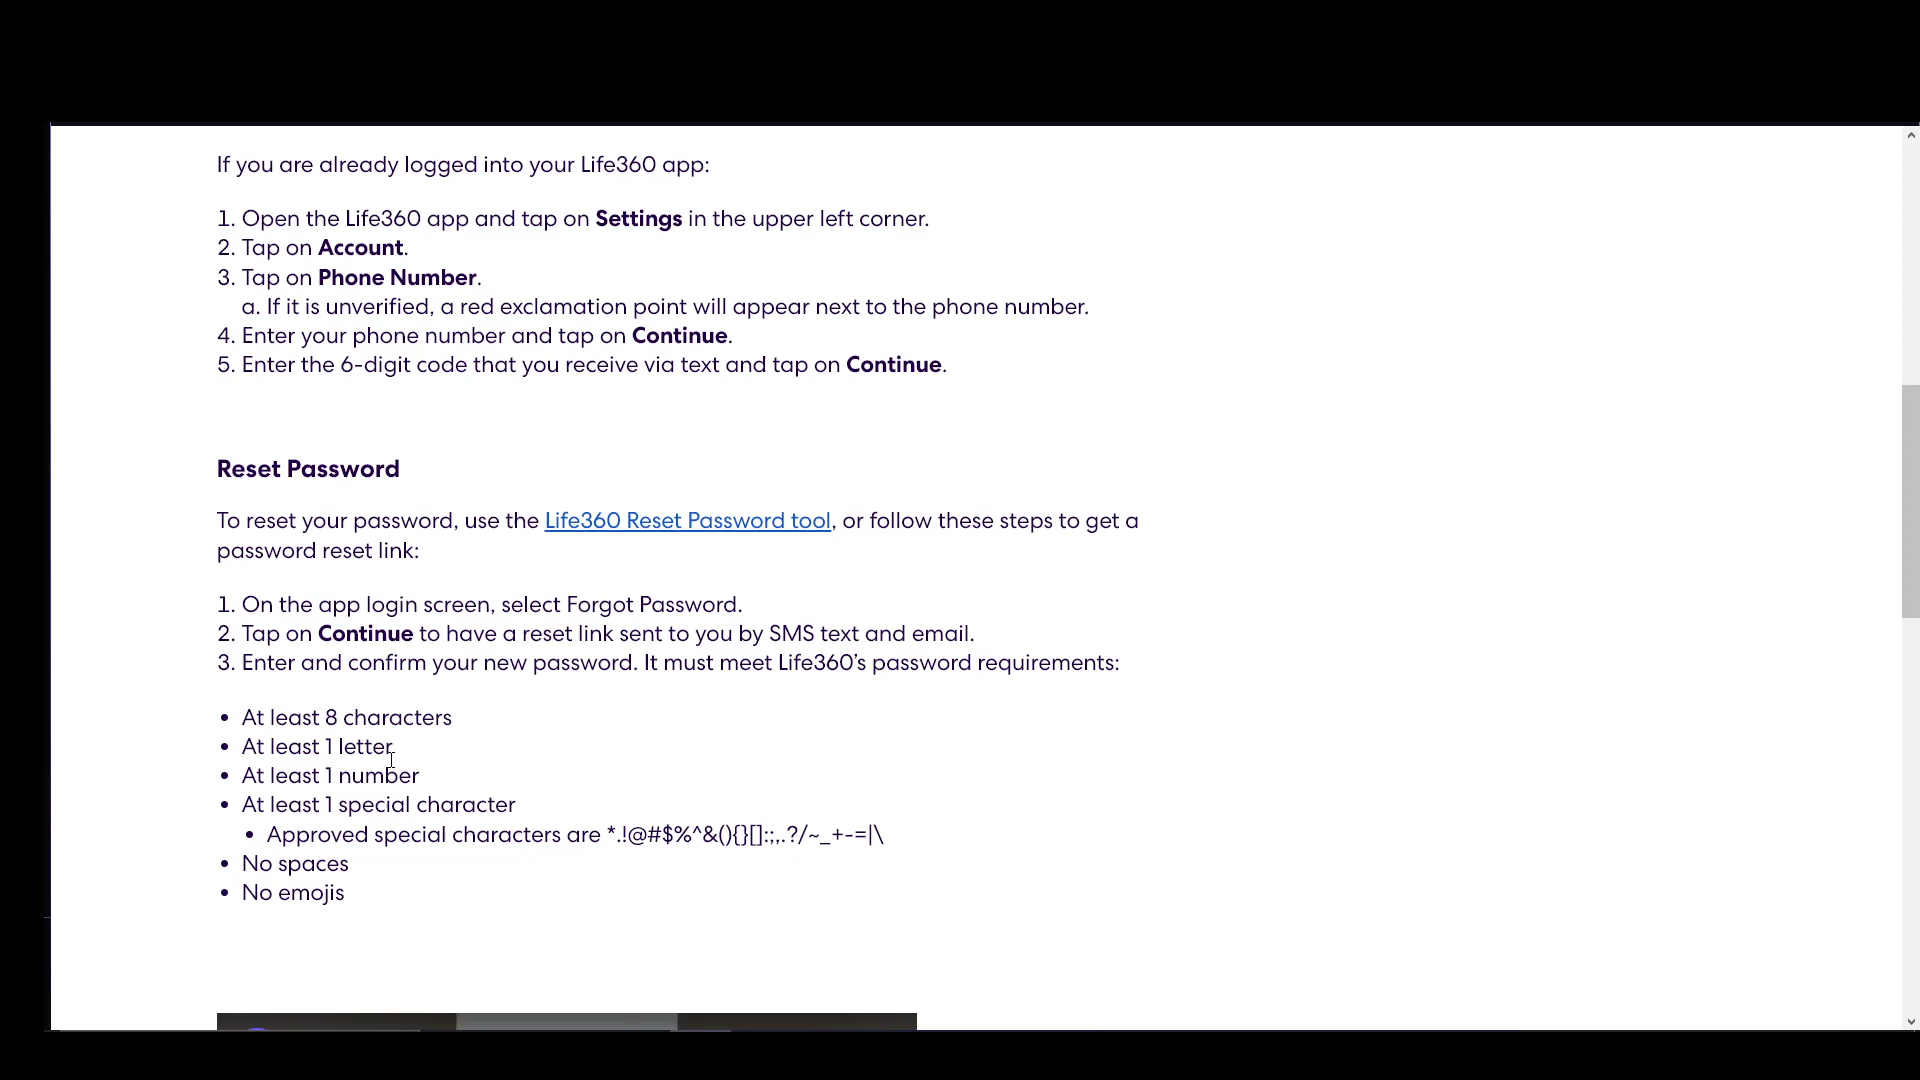 If you are already logged into your Life360 app:
1. Open the Life360 app and tap on Settings in the upper left corner.
2. Tap on Account.
3. Tap on Phone Number.
a. If it is unverified, a red exclamation point will appear next to the phone number.
4. Enter your phone number and tap on Continue.
5. Enter the 6-digit code that you receive via text and tap on Continue.
Reset Password
To reset your password, use the Life360 Reset Password tool, or follow these steps to get a
password reset link:
1. On the app login screen, select Forgot Password.
2. Tap on Continue to have a reset link sent to you by SMS text and email.
3. Enter and confirm your new password. It must meet Life360’s password requirements:
• At least 8 characters
• At least 1 letter
• At least 1 number
• At least 1 special character
• Approved special characters are *.!@#$%^&(){}[]:;,.?/~_+-=|\
• No spaces
• No emojis